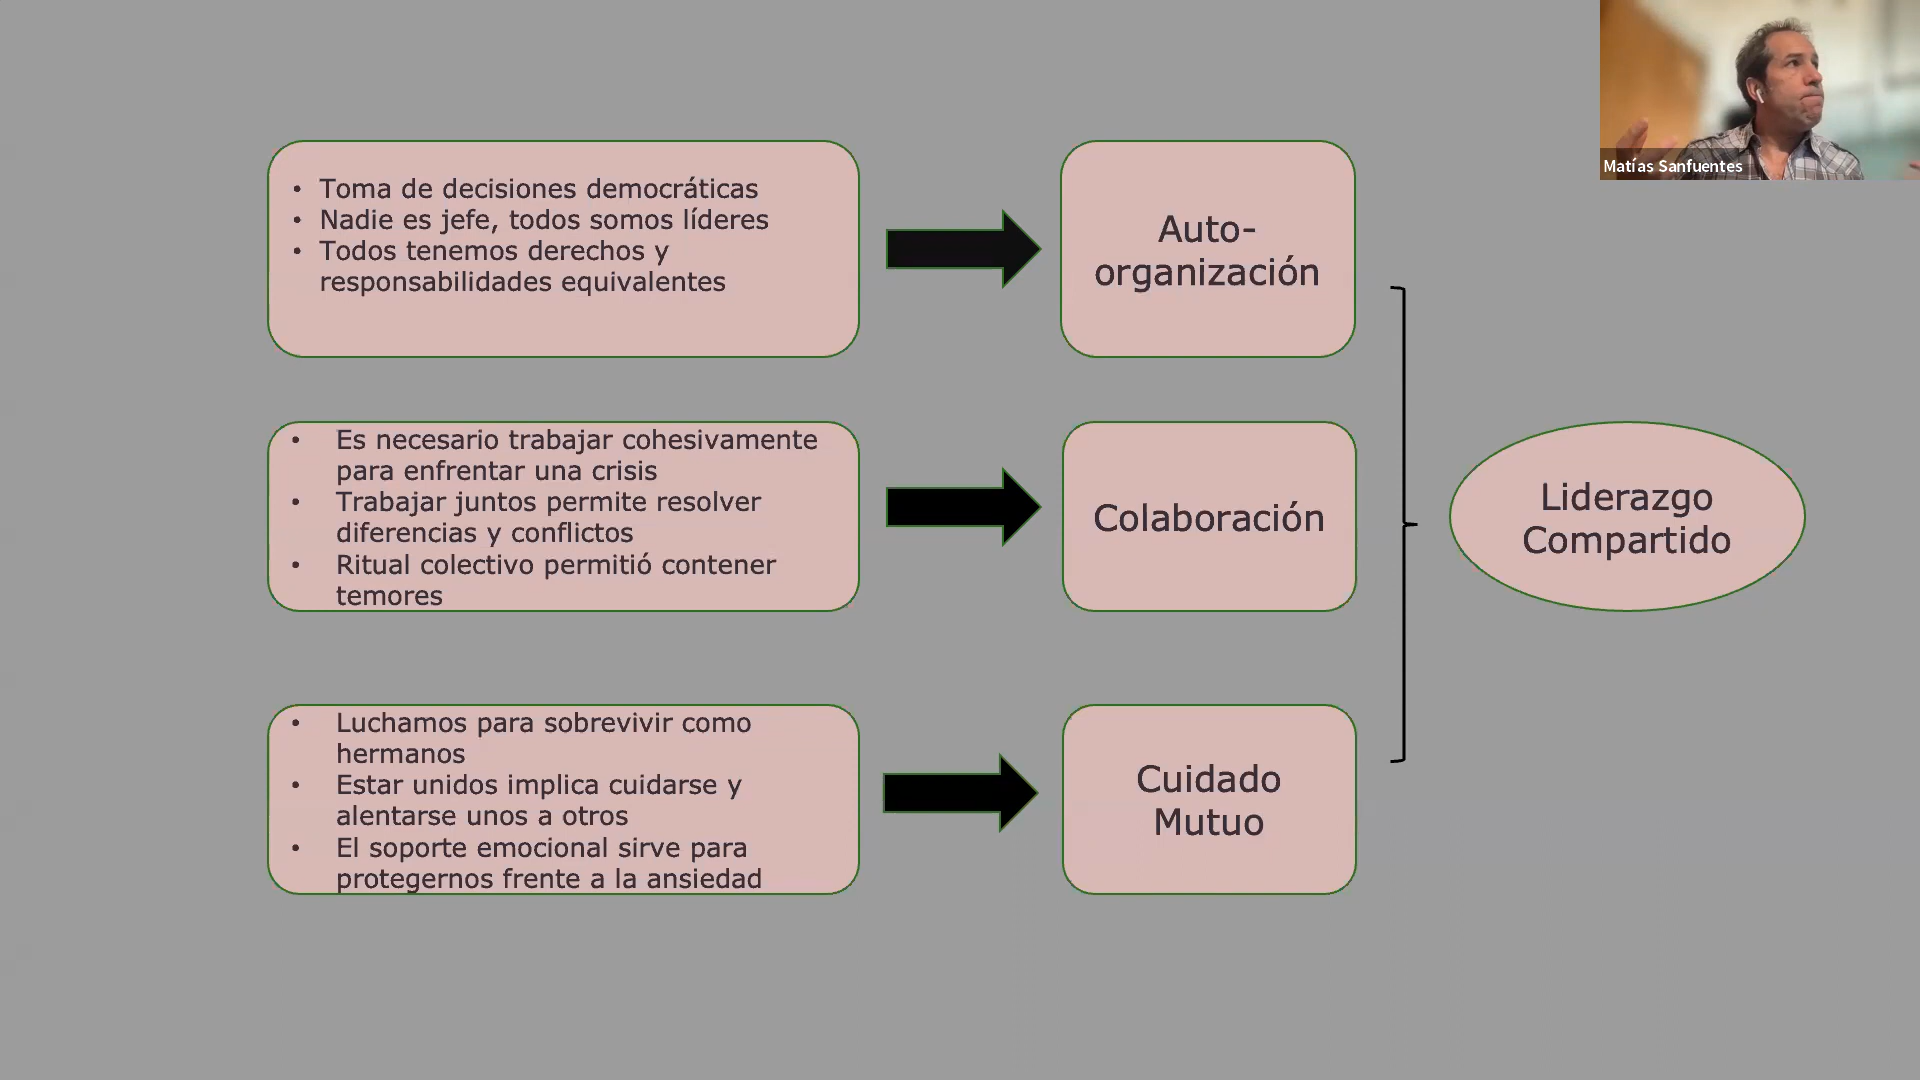 Matías Sanfuentes
• Toma de decisiones democráticas
• Nadie es jefe, todos somos líderes
• Todos tenemos derechos y
responsabilidades equivalentes
Auto-
organización
• Es necesario trabajar cohesivamente
para enfrentar una crisis
• Trabajar juntos permite resolver
diferencias y conflictos
• Ritual colectivo permitió contener
temores
Colaboración
Liderazgo
Compartido
• Luchamos para sobrevivir como
hermanos
• Estar unidos implica cuidarse y
alentarse unos a otros
• El soporte emocional sirve para
protegernos frente a la ansiedad
Cuidado
Mutuo